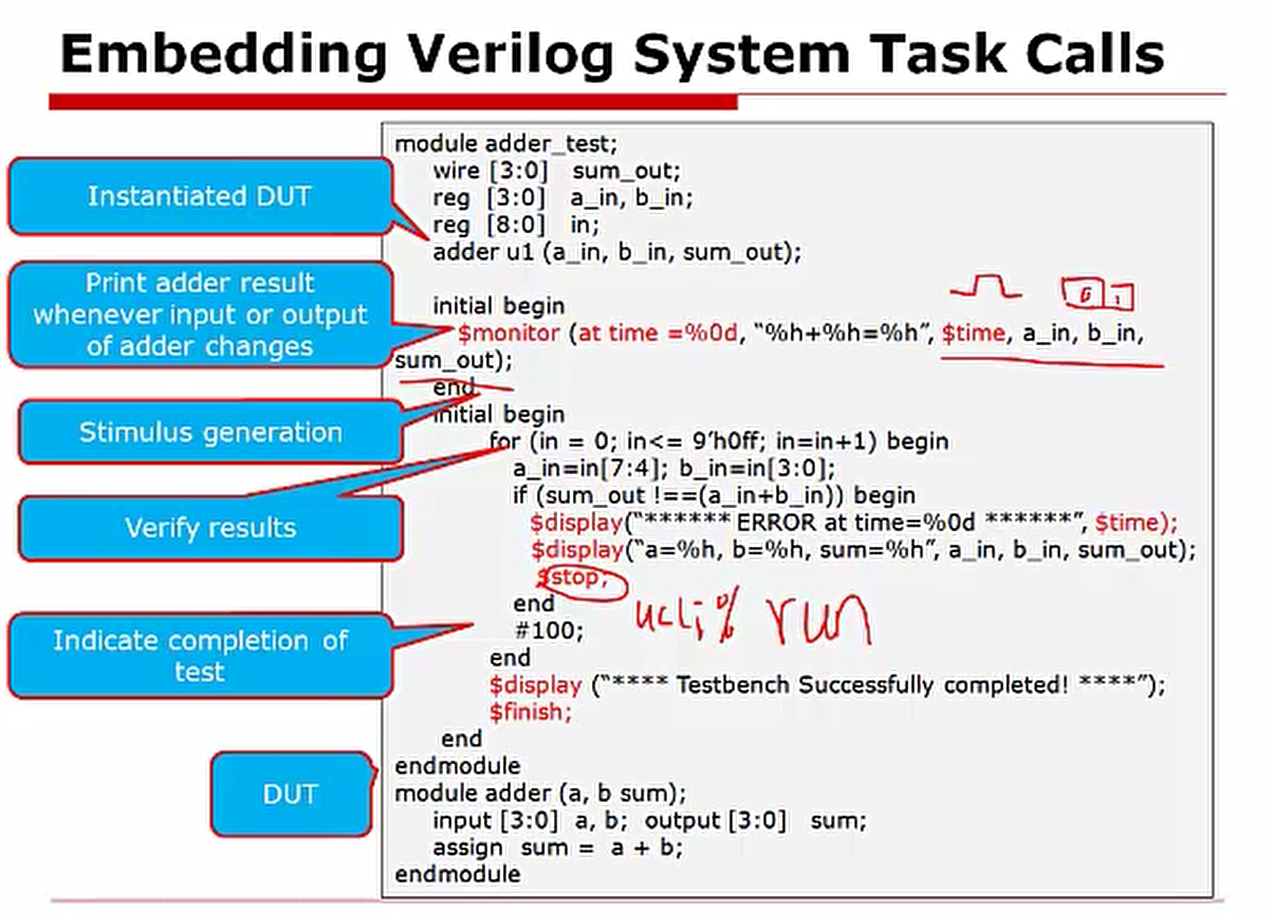 Embedding Verilog System Task Calls
Instantiated DUT
Print adder result
whenever input or output
of adder changes
Stimulus generation
Verify results
Indicate completion of
test
DUT
module adder_test;
wire [3:0] sum_out;
reg [3:0] a_in, b_in;
reg [8:0] in;
adder u1 (a_in, b_in, sum_out);
initial begin
$monitor (at time =%0d, “%h+%h=%h”, $time, a_in, b_in,
sum_out);
end
initial begin
for (in = 0; in<= 9’h0ff; in=in+1) begin
a_in=in[7:4]; b_in=in[3:0];
if (sum_out !==(a_in+b_in)) begin
$display(“****** ERROR at time=%0d ******”, $time);
$display(“a=%h, b=%h, sum=%h”, a_in, b_in, sum_out);
$stop;
end
#100;
ucli% run
end
$display (“**** Testbench Successfully completed! ****”);
$finish;
end
endmodule
module adder (a, b sum);
input [3:0] a, b; output [3:0] sum;
assign sum = a + b;
endmodule